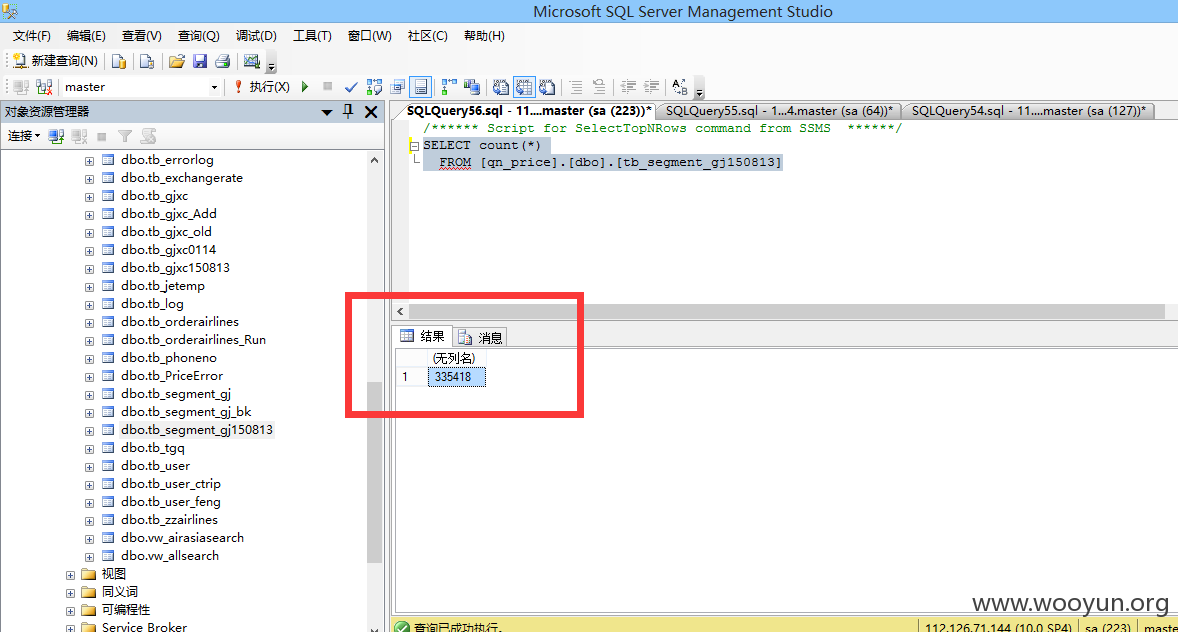 Microsoft SQL Server Management Studio
文件(F) 编辑(E) 查看(V) 查询(Q) 调试(D) 工具(T) 窗口(W) 社区(C) 帮助(H)
新建查询(N)
master 执行(X)
对象资源管理器
连接
SQLQuery56.sql - 11....master (sa (223))* SQLQuery55.sql - 1...4.master (sa (64))* SQLQuery54.sql - 11....master (sa (127))*
/****** Script for SelectTopNRows command from SSMS ******/
SELECT count(*)
FROM [qn_price].[dbo].[tb_segment_gj150813]
dbo.tb_errorlog
dbo.tb_exchangerate
dbo.tb_gjxc
dbo.tb_gjxc_Add
dbo.tb_gjxc_old
dbo.tb_gjxc0114
dbo.tb_gjxc150813
dbo.tb_jetemp
dbo.tb_log
dbo.tb_orderairlines
dbo.tb_orderairlines_Run
dbo.tb_phoneno
dbo.tb_PriceError
dbo.tb_segment_gj
dbo.tb_segment_gj_bk
dbo.tb_segment_gj150813
dbo.tb_tgq
dbo.tb_user
dbo.tb_user_ctrip
dbo.tb_user_feng
dbo.tb_zzairlines
dbo.vw_airasiasearch
dbo.vw_allsearch
视图
同义词
可编程性
Service Broker
结果 消息
(无列名)
1 335418
www.wooyun.org
查询已成功执行。 112.126.71.144 (10.0 SP4) sa (223) maste